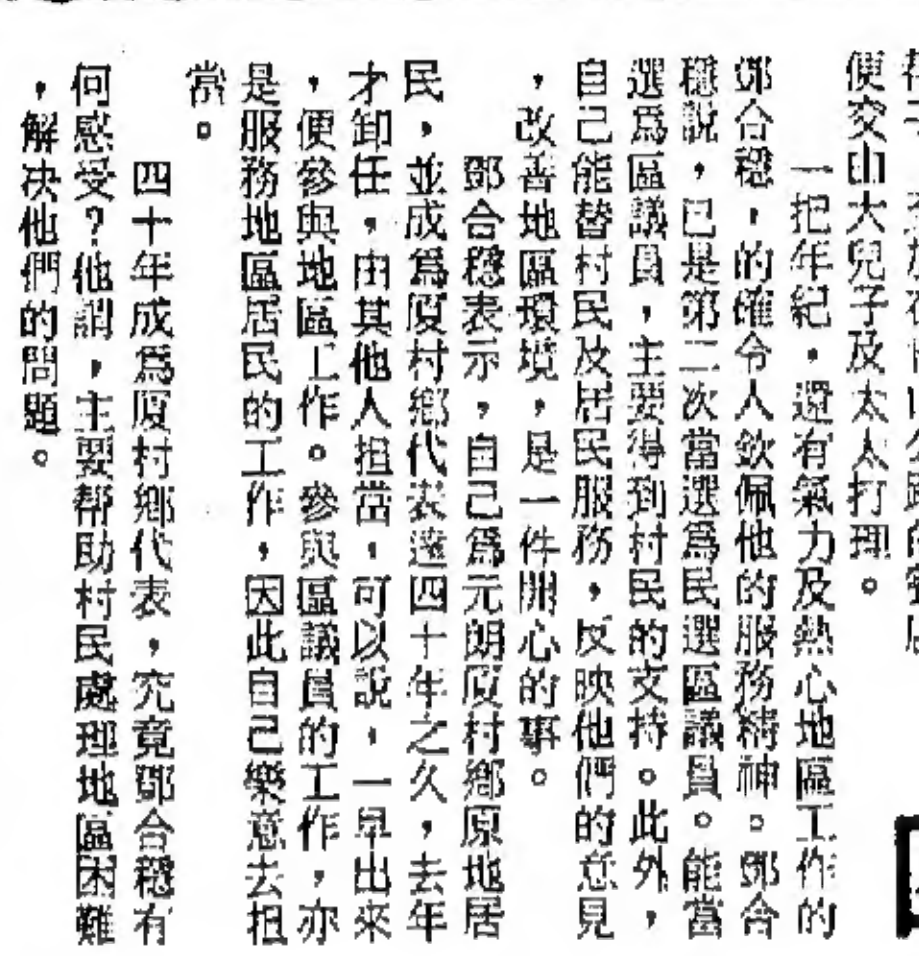 便交由大兒子及太太打理。
一把年紀,還有氣力及熱心地區工作的
鄧合穩,的確令人欽佩他的服務精神。鄧合
穩說,已是第二次當選爲民選區議員。能當
選爲區議員,主要得到村民的支持。此外,
自己能替村民及居民服務,反映他們的意見
,改善地區環境,是一件開心的事。
鄧合穩表示,自己爲元朗厦村鄉原地居
民,並成爲厦村鄉代表達四十年之久,去年
才卸任,由其他人担當,可以說,一早出來
,便參與地區工作。參與區議員的工作,亦
是服務地區居民的工作,因此自己樂意去担
當。
四十年成爲厦村鄉代表,究竟鄧合穩有
何感受?他謂,主要帮助村民處理地區困難
,解決他們的問題。